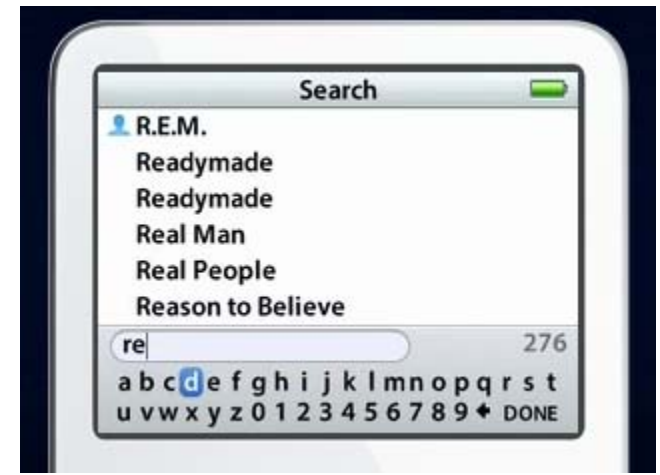 Search
R.E.M.
Readymade
Readymade
Real Man
Real People
Reason to Believe
re 276
a b c d e f g h i j k l m n o p q r s t
u v w x y z 0 1 2 3 4 5 6 7 8 9 DONE